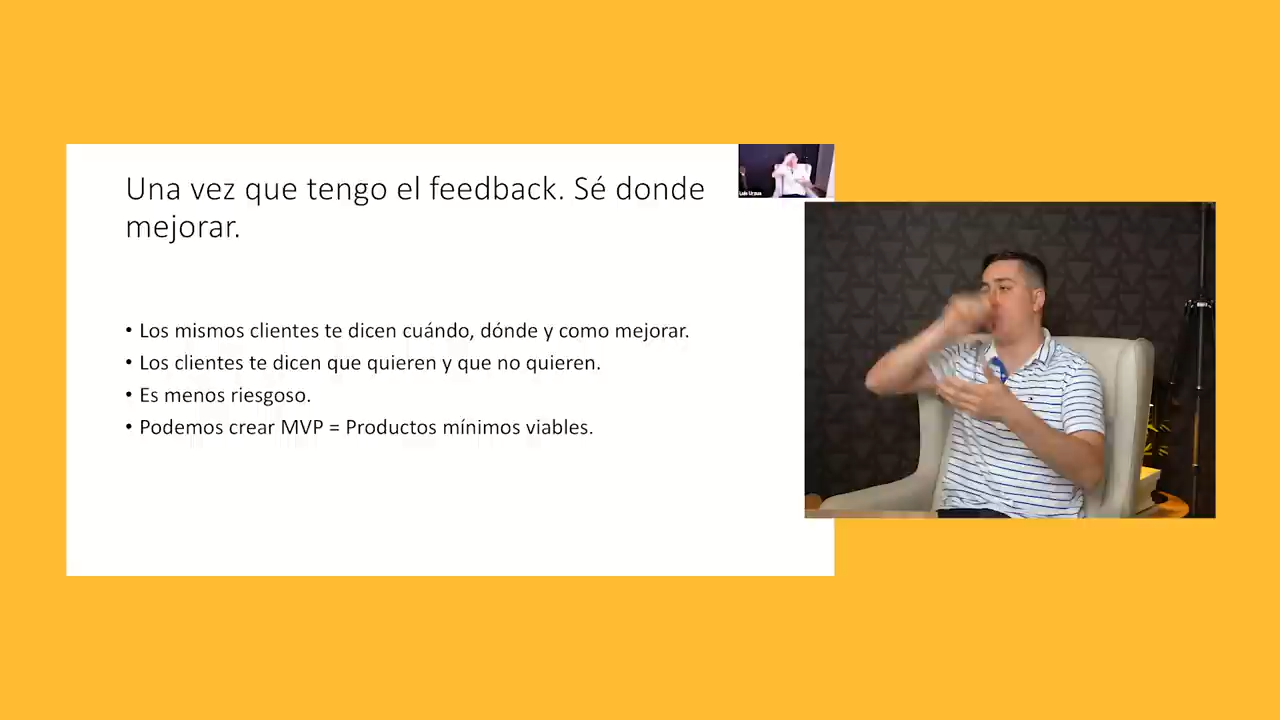 Una vez que tengo el feedback. Sé donde
mejorar.
• Los mismos clientes te dicen cuándo, dónde y como mejorar.
• Los clientes te dicen que quieren y que no quieren.
• Es menos riesgoso.
• Podemos crear MVP = Productos mínimos viables.